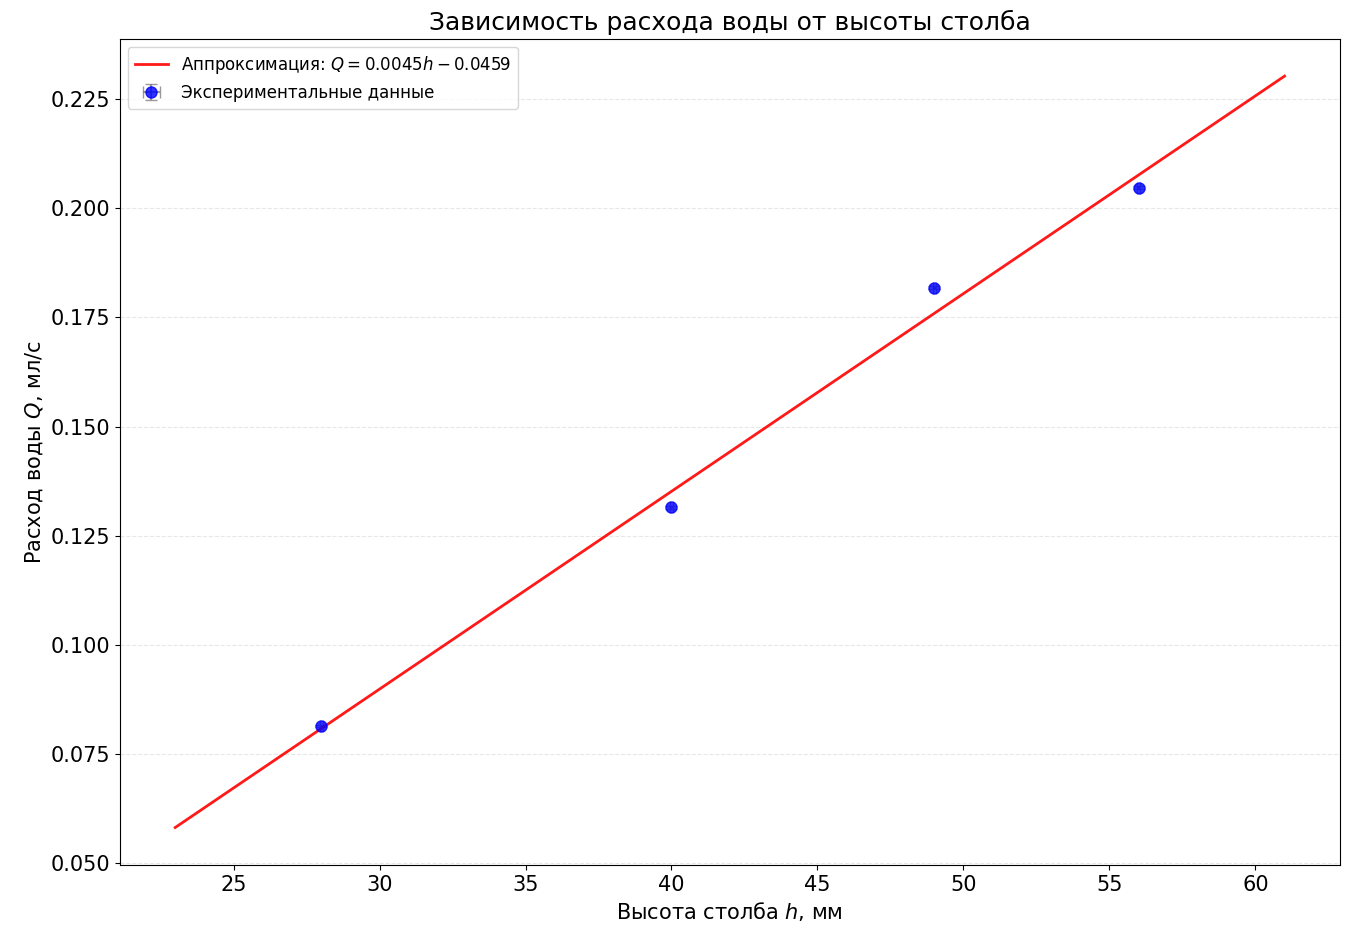 Зависимость расхода воды от высоты столба
Аппроксимация: Q = 0.0045h − 0.0459
Экспериментальные данные
Расход воды Q, мл/с
0.225
0.200
0.175
0.150
0.125
0.100
0.075
0.050
25 30 35 40 45 50 55 60
Высота столба h, мм